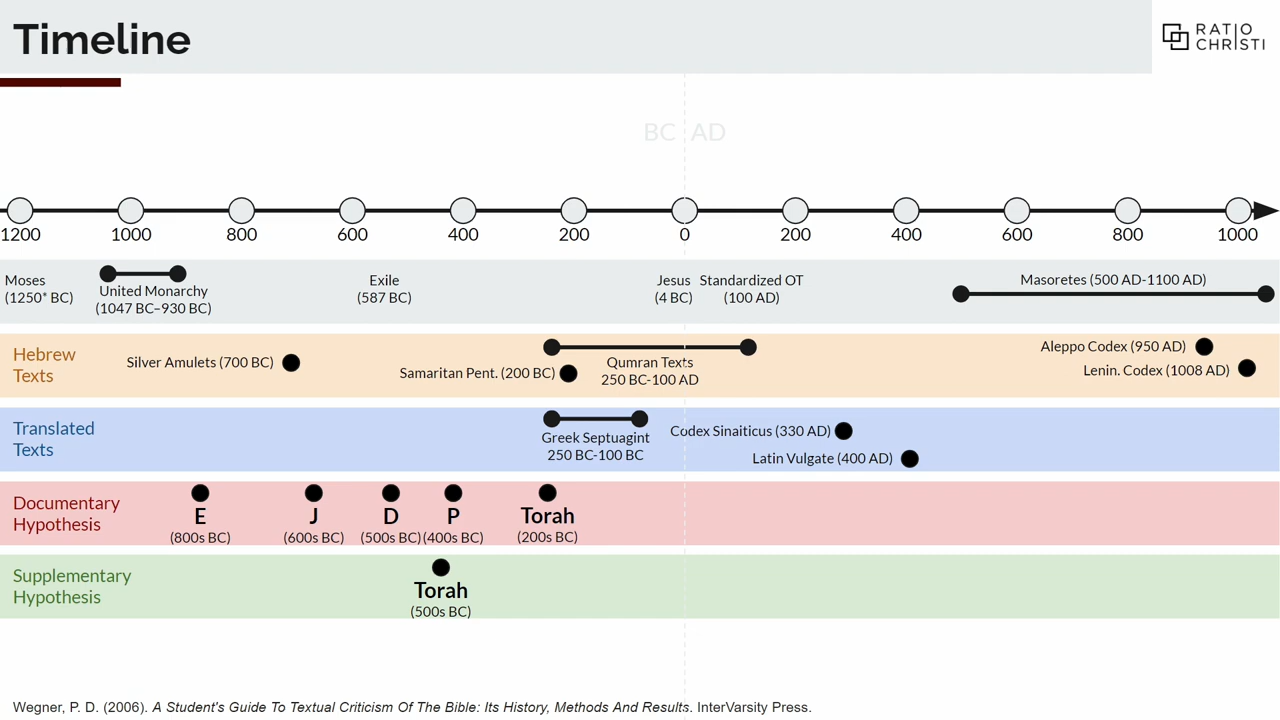 Timeline
RATIO
CHRISTI
BC AD
1200 1000 800 600 400 200 0 200 400 600 800 1000
Moses
(1250* BC)
United Monarchy
(1047 BC–930 BC)
Exile
(587 BC)
Jesus
(4 BC)
Standardized OT
(100 AD)
Masoretes (500 AD-1100 AD)
Hebrew
Texts
Silver Amulets (700 BC)
Samaritan Pent. (200 BC)
Qumran Texts
250 BC-100 AD
Aleppo Codex (950 AD)
Lenin. Codex (1008 AD)
Translated
Texts
Greek Septuagint
250 BC-100 BC
Codex Sinaiticus (330 AD)
Latin Vulgate (400 AD)
Documentary
Hypothesis
E
(800s BC)
J
(600s BC)
D
(500s BC)
P
(400s BC)
Torah
(200s BC)
Supplementary
Hypothesis
Torah
(500s BC)
Wegner, P. D. (2006). A Student's Guide To Textual Criticism Of The Bible: Its History, Methods And Results. InterVarsity Press.